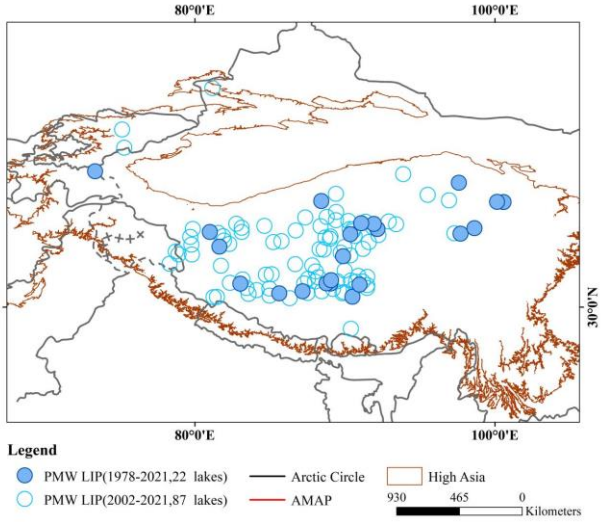 80°0'E 100°0'E
30°0'N
80°0'E 100°0'E
Legend
PMW LIP(1978-2021,22 lakes) Arctic Circle High Asia
PMW LIP(2002-2021,87 lakes) AMAP 930 465 0
Kilometers